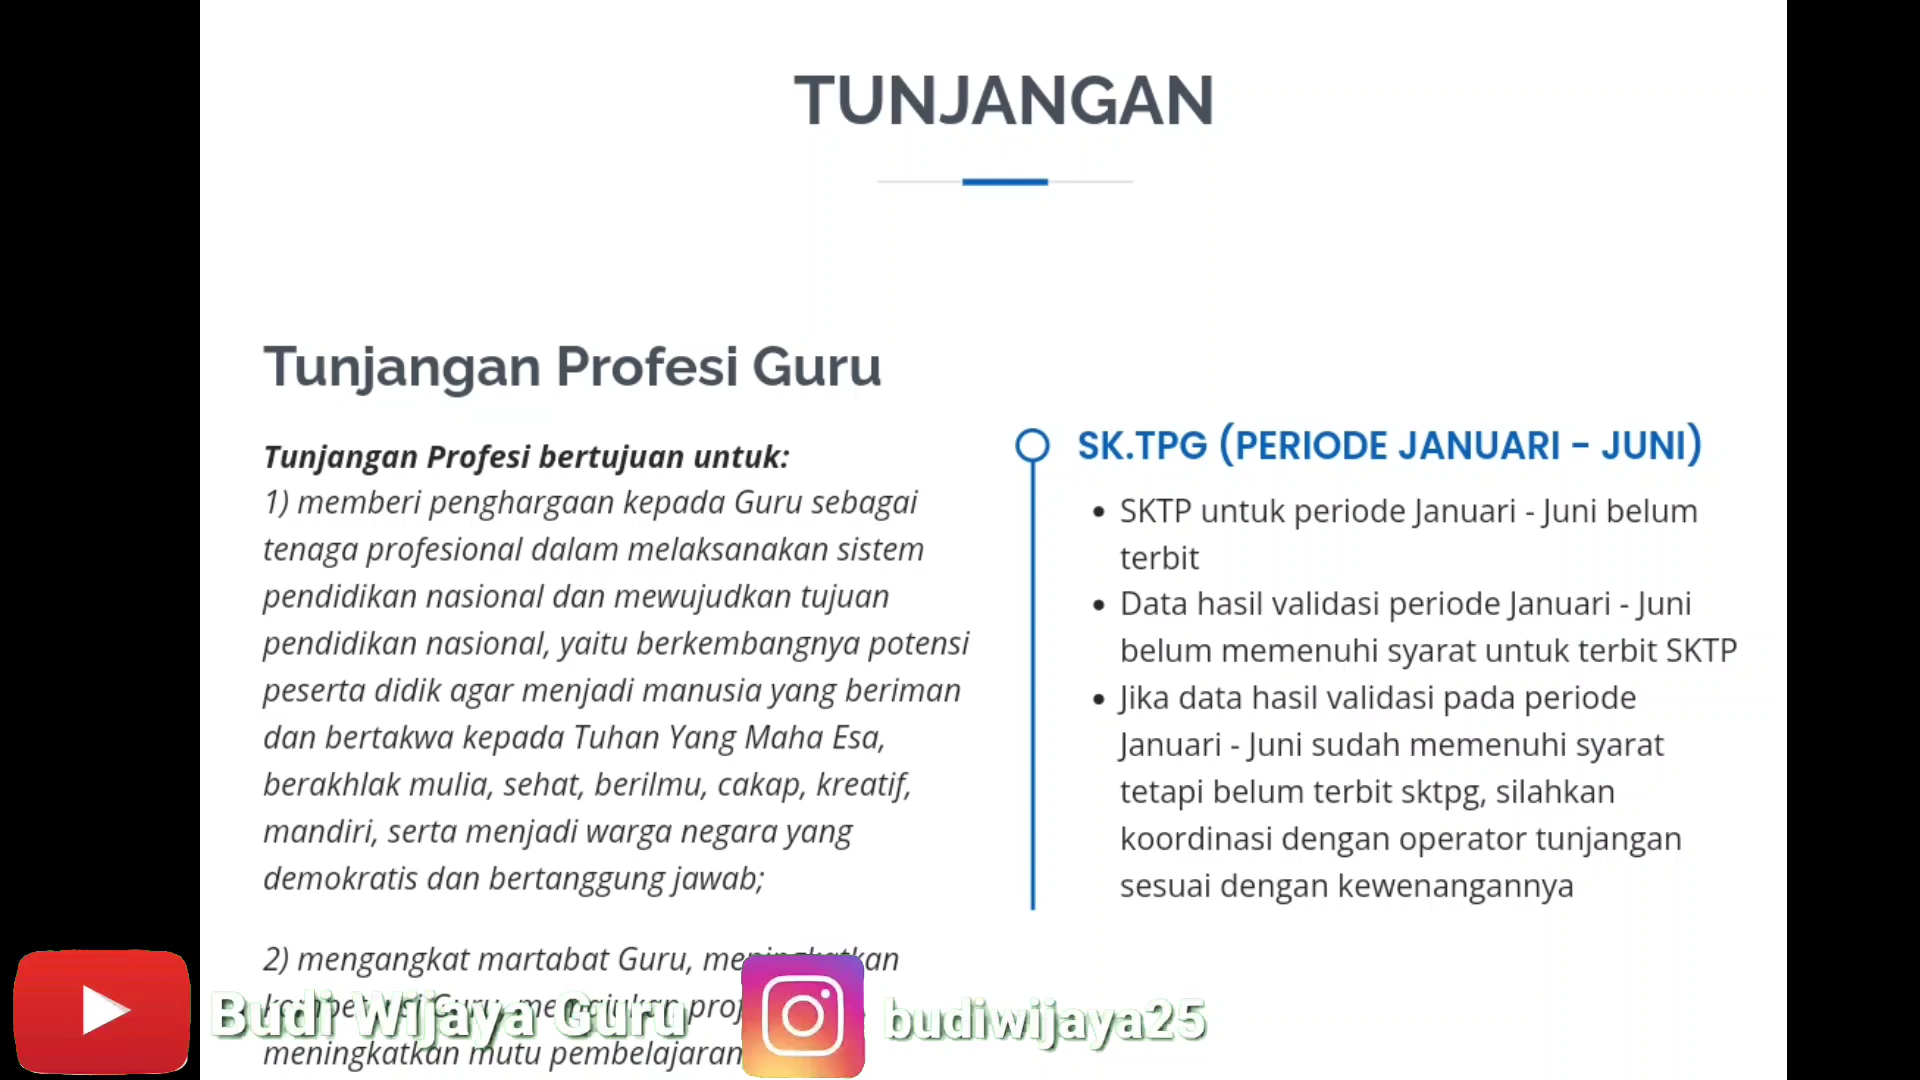 TUNJANGAN
Tunjangan Profesi Guru
Tunjangan Profesi bertujuan untuk:
1) memberi penghargaan kepada Guru sebagai
tenaga profesional dalam melaksanakan sistem
pendidikan nasional dan mewujudkan tujuan
pendidikan nasional, yaitu berkembangnya potensi
peserta didik agar menjadi manusia yang beriman
dan bertakwa kepada Tuhan Yang Maha Esa,
berakhlak mulia, sehat, berilmu, cakap, kreatif,
mandiri, serta menjadi warga negara yang
demokratis dan bertanggung jawab;
2) mengangkat martabat Guru, meningkatkan
meningkatkan mutu pembelajaran
SK.TPG (PERIODE JANUARI - JUNI)
• SKTP untuk periode Januari - Juni belum
terbit
• Data hasil validasi periode Januari - Juni
belum memenuhi syarat untuk terbit SKTP
• Jika data hasil validasi pada periode
Januari - Juni sudah memenuhi syarat
tetapi belum terbit sktpg, silahkan
koordinasi dengan operator tunjangan
sesuai dengan kewenangannya
Budi Wijaya Guru
budiwijaya25